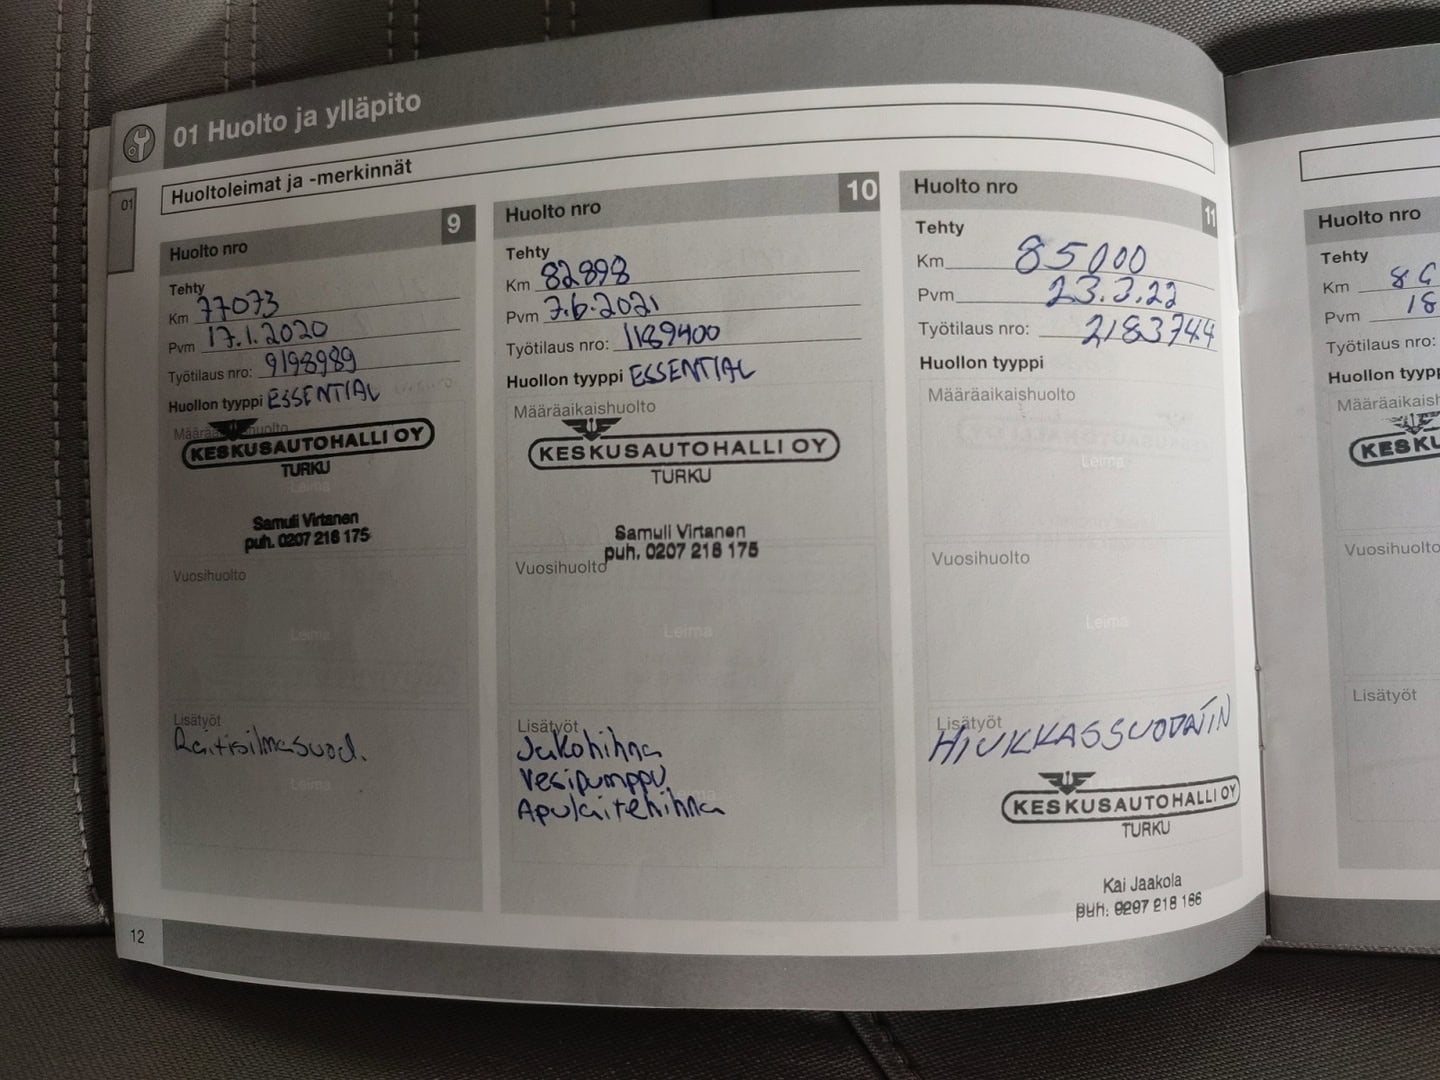 01 Huolto ja ylläpito
Huoltoleimat ja -merkinnät
01
Huolto nro 9
Tehty
Km 77073
Pvm 17.1.2020
Työtilaus nro: 9198989
Huollon tyyppi ESSENTIAL
KESKUSAUTOHALLI OY
TURKU
Leima
Samuli Virtanen
puh. 0207 218 175
Vuosihuolto
Leima
Lisätyöt
Raitisilmasuod.
Leima
Huolto nro 10
Tehty
Km 82898
Pvm 7.6.2021
Työtilaus nro: 1189400
Huollon tyyppi ESSENTIAL
Määräaikaishuolto
KESKUSAUTOHALLI OY
TURKU
Samuli Virtanen
puh. 0207 218 175
Vuosihuolto
Leima
Lisätyöt
Jakohihna
Vesipumppu
Apulaitehihna
Huolto nro 11
Tehty
Km 85000
Pvm 23.3.22
Työtilaus nro: 2183744
Huollon tyyppi
Määräaikaishuolto
Leima
Vuosihuolto
Leima
Lisätyöt
HIUKKASSUODATIN
KESKUSAUTOHALLI OY
TURKU
Kai Jaakola
puh. 0207 218 166
12
Huolto nro
Tehty
Km
Pvm 18
Työtilaus nro:
Huollon
Vuosihuolto
Lisätyöt